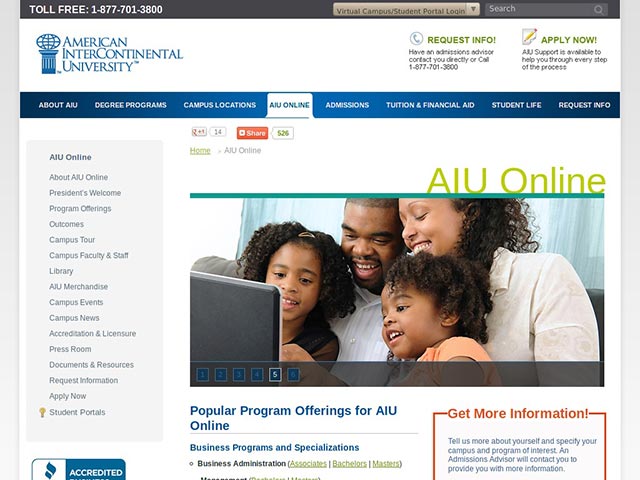 TOLL FREE: 1-877-701-3800
Virtual Campus/Student Portal Login
Search
AMERICAN
INTERCONTINENTAL
UNIVERSITY™
REQUEST INFO!
Have an admissions advisor
contact you directly or Call
1-877-701-3800
APPLY NOW!
AIU Support is available to
help you through every step
of the process
ABOUT AIU DEGREE PROGRAMS CAMPUS LOCATIONS AIU ONLINE ADMISSIONS TUITION & FINANCIAL AID STUDENT LIFE REQUEST INFO
+1 14 Share 526
Home > AIU Online
AIU Online
About AIU Online
President's Welcome
Program Offerings
Outcomes
Campus Tour
Campus Faculty & Staff
Library
AIU Merchandise
Campus Events
Campus News
Accreditation & Licensure
Press Room
Documents & Resources
Request Information
Apply Now
Student Portals
BBB
ACCREDITED
BUSINESS
AIU Online
1 2 3 4 5 6
Popular Program Offerings for AIU
Online
Business Programs and Specializations
Business Administration (Associates | Bachelors | Masters)
Management (Bachelors | Masters)
Get More Information!
Tell us more about yourself and specify your
campus and program of interest. An
Admissions Advisor will contact you to
provide you with more information.